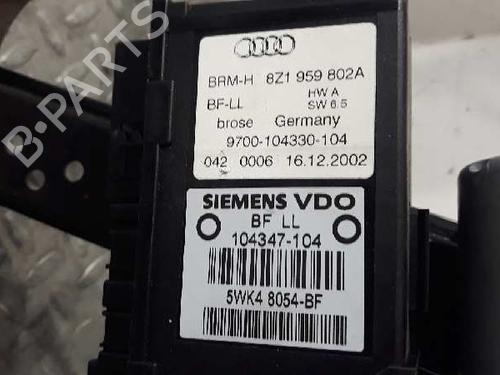 BRM-H 8Z1 959 802A
BF-LL HW A
SW 6.5
brose Germany
9700-104330-104
042 0006 16.12.2002
SIEMENS VDO
BF LL
104347-104
5WK4 8054-BF
B-PARTS